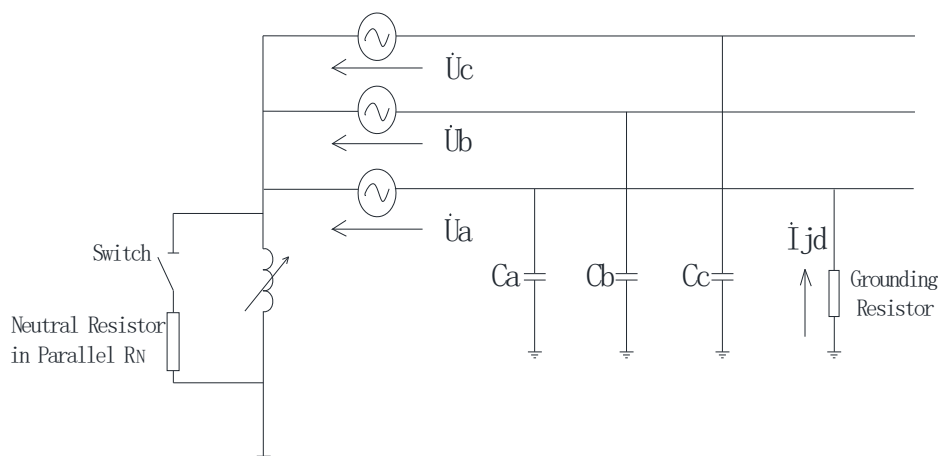 U̇c
U̇b
U̇a
Switch
Neutral Resistor
in Parallel RN
Ca
Cb
Cc
İjd
Grounding
Resistor